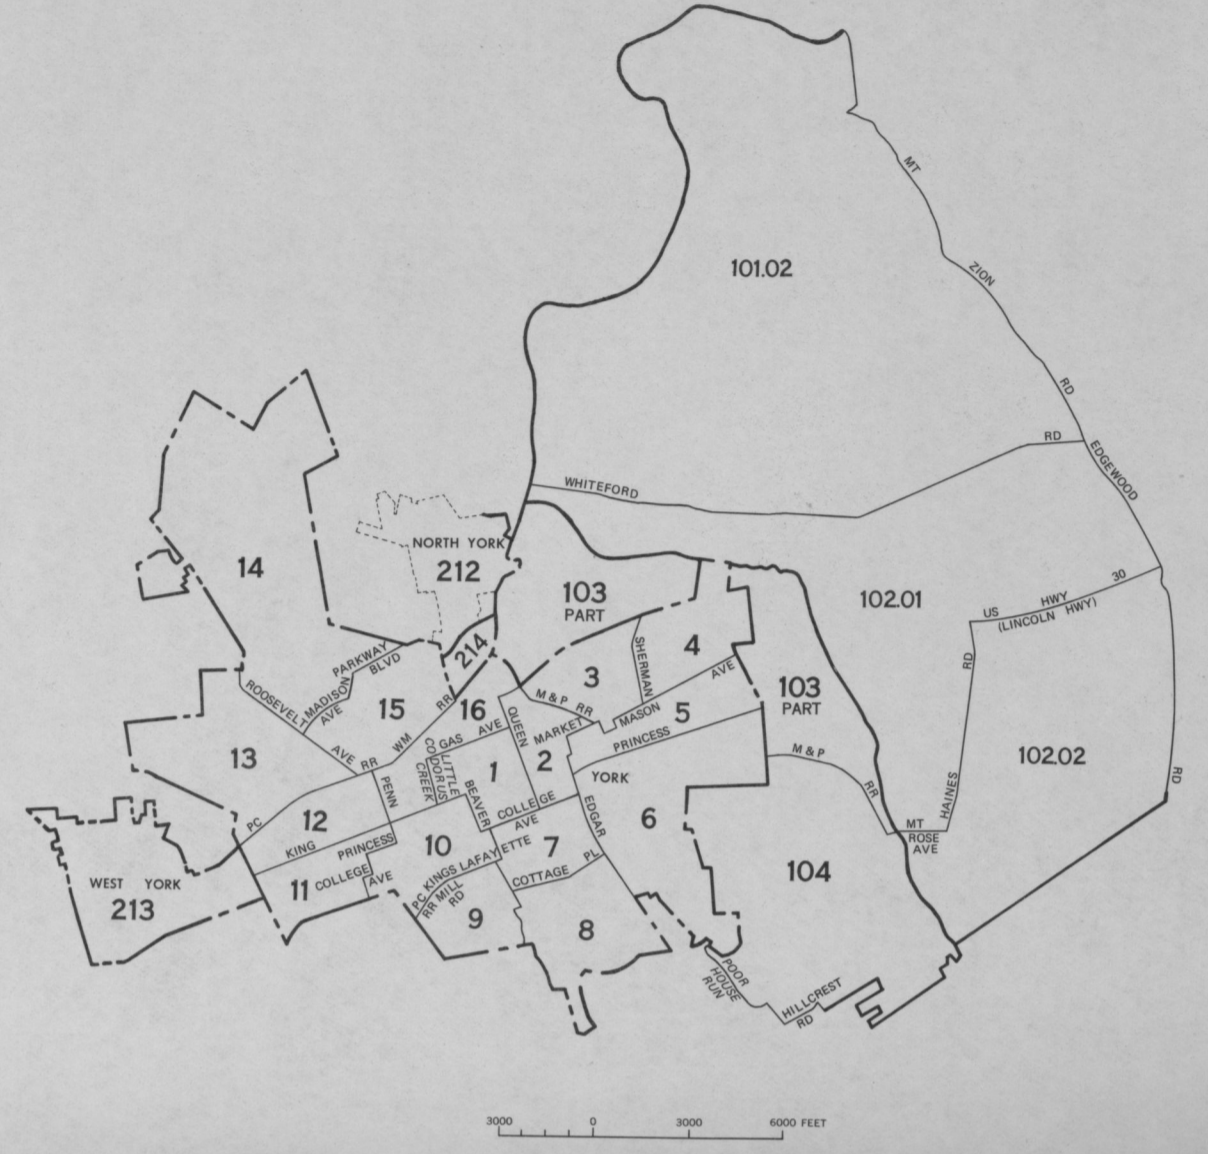 101.02
MT
ZION
RD
EDGEWOOD
RD
WHITEFORD
RD
NORTH YORK
212
14
103
PART
102.01
US HWY 30
(LINCOLN HWY)
214
PARKWAY
BLVD
SHERMAN
4
AVE
3
ROOSEVELT
AVE
MADISON
AVE
15
RR
WM
RR
16
M & P RR
MASON
5
103
PART
RD
13
GAS AVE
QUEEN
MARKET
2
PRINCESS
YORK
M & P
RR
102.02
HAINES
PENN
LITTLE
CODORUS
CREEK
1
BEAVER
COLLEGE
AVE
EDGAR
6
MT
ROSE
AVE
PC
12
KING
PRINCESS
10
7
LAFAYETTE
COTTAGE PL
104
11
COLLEGE
AVE
PC
RR
KINGS
MILL
RD
9
8
WEST YORK
213
POOR
HOUSE
RUN
HILLCREST
RD
3000 0 3000 6000 FEET